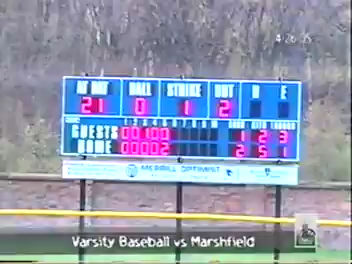 4-26-05
AT BAT BALL STRIKE OUT H E
21 0 1 2
GUESTS 00100 1 2 3
HOME 00002 2 5 1
MERRILL OPTIMIST
Varsity Baseball vs Marshfield